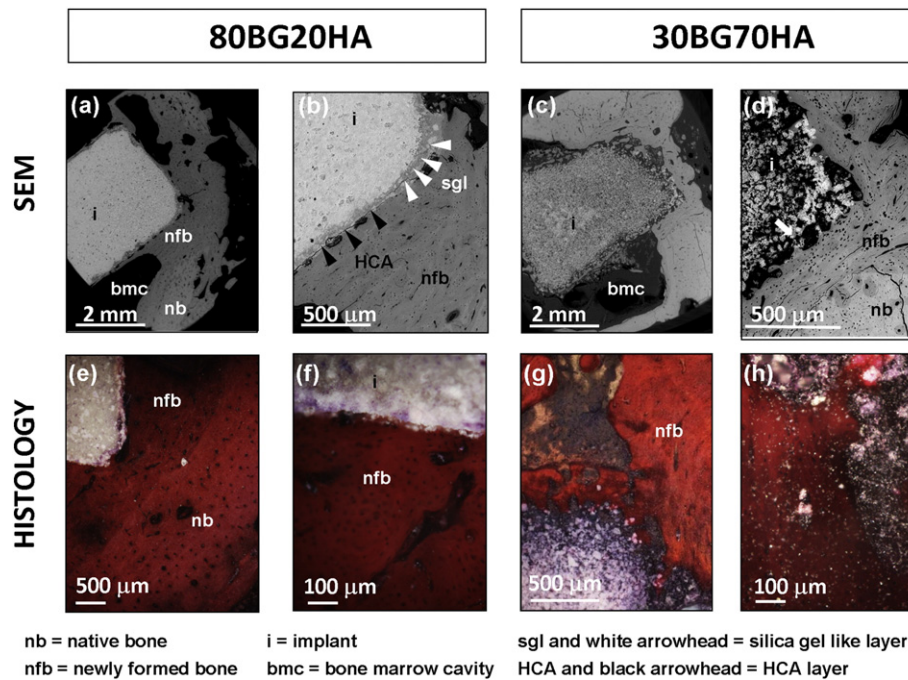 80BG20HA
30BG70HA
SEM
(a)
i
nfb
bmc
nb
2 mm
(b)
i
sgl
HCA
nfb
500 μm
(c)
i
bmc
2 mm
(d)
i
nfb
nb
500 μm
HISTOLOGY
(e)
nfb
nb
500 μm
(f)
i
nfb
100 μm
(g)
nfb
500 μm
(h)
100 μm
nb = native bone
i = implant
sgl and white arrowhead = silica gel like layer
nfb = newly formed bone
bmc = bone marrow cavity
HCA and black arrowhead = HCA layer